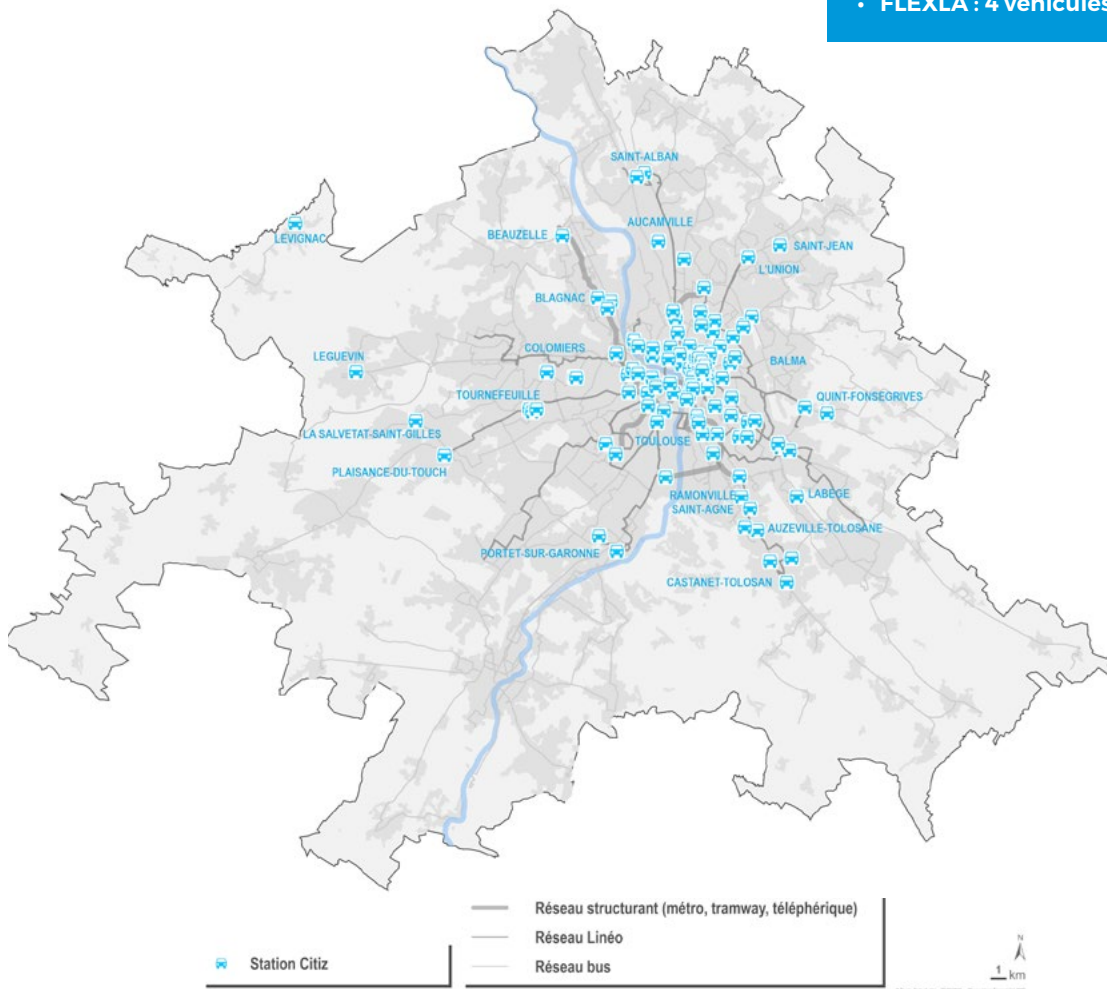 • FLEXLA : 4 véhicules
SAINT-ALBAN
AUCAMVILLE
LEVIGNAC
BEAUZELLE
SAINT-JEAN
L'UNION
BLAGNAC
COLOMIERS
LEGUEVIN
BALMA
TOURNEFEUILLE
QUINT-FONSEGRIVES
LA SALVETAT-SAINT-GILLES
TOULOUSE
PLAISANCE-DU-TOUCH
RAMONVILLE
SAINT-AGNE
LABEGE
AUZEVILLE-TOLOSANE
PORTET-SUR-GARONNE
CASTANET-TOLOSAN
Réseau structurant (métro, tramway, téléphérique)
Réseau Linéo
Station Citiz
Réseau bus
N
1 km